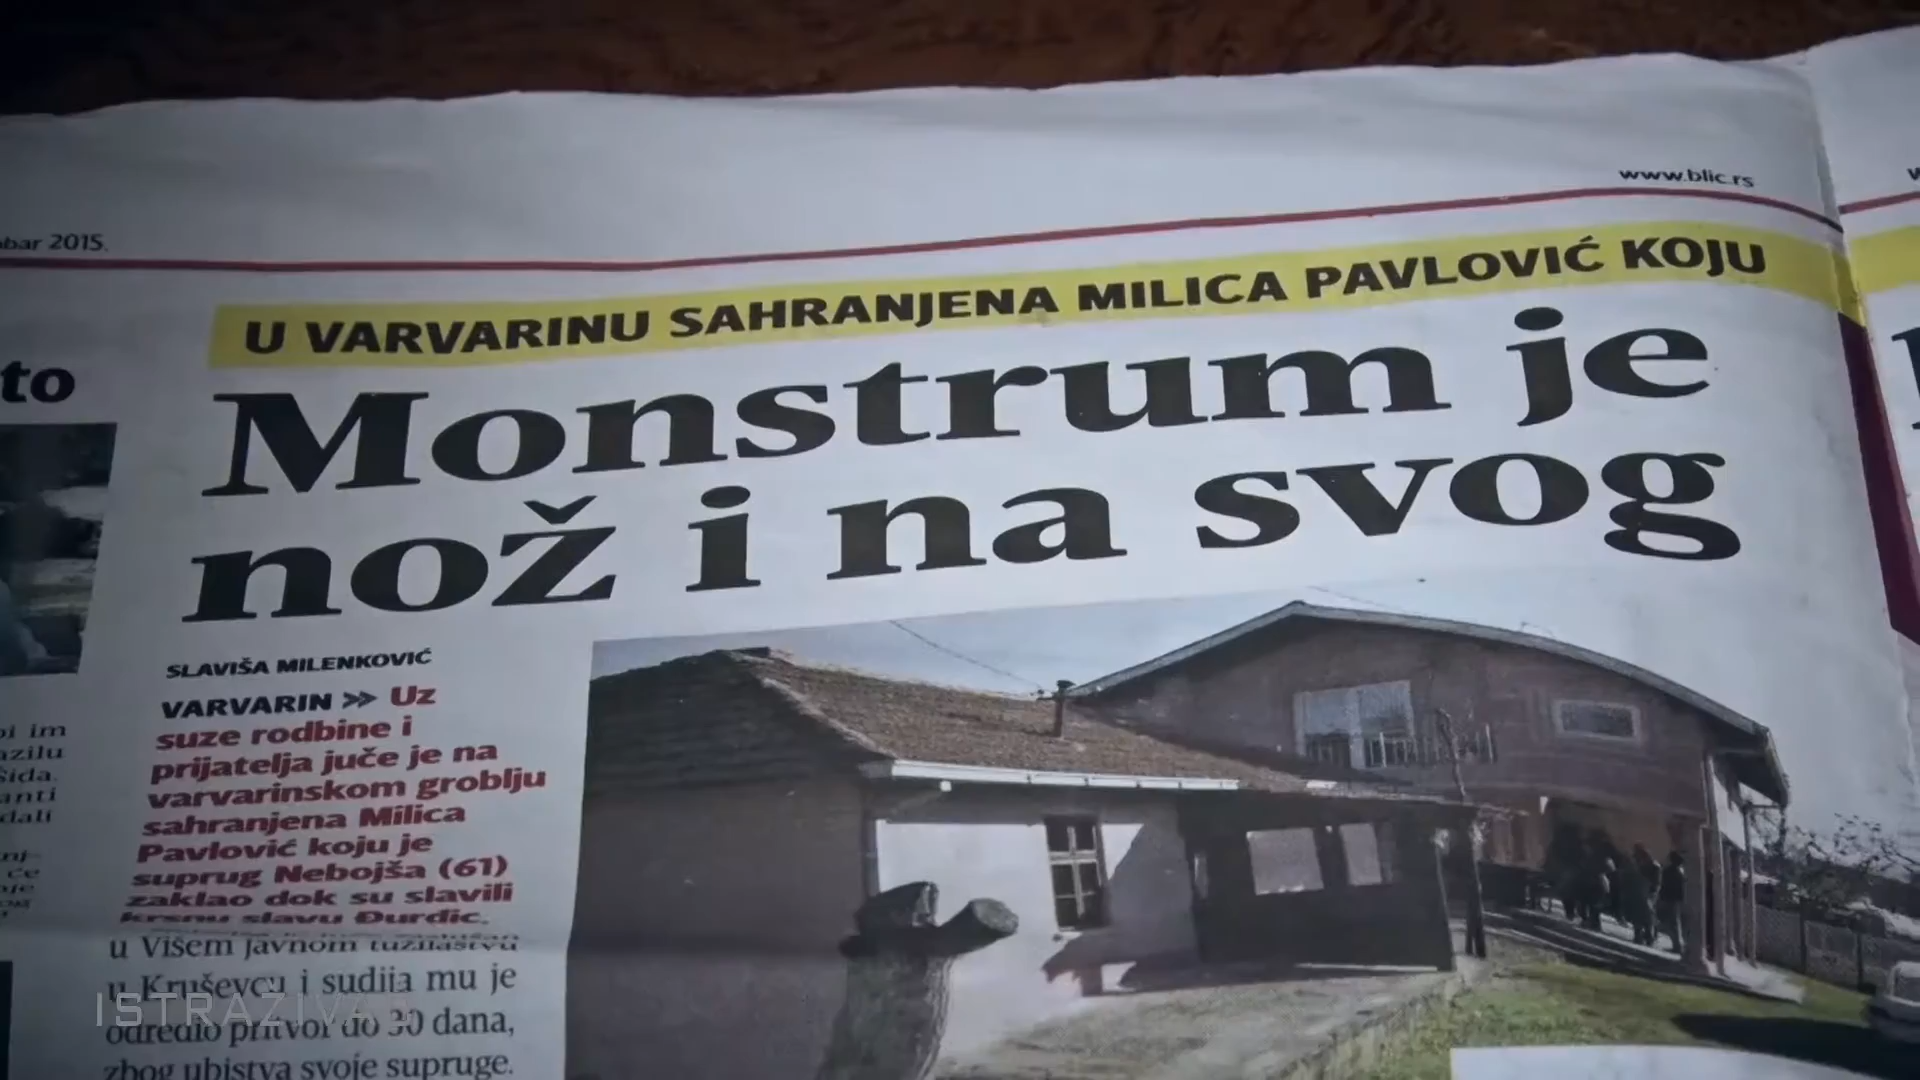 www.blic.rs
bar 2015.
U VARVARINU SAHRANJENA MILICA PAVLOVIĆ KOJU
Monstrum je
nož i na svog
to
SLAVIŠA MILENKOVIĆ
VARVARIN >> Uz
suze rodbine i
prijatelja juče je na
varvarinskom groblju
sahranjena Milica
Pavlović koju je
suprug Nebojša (61)
zaklao dok su slavili
krsnu slavu Đurđic.
u Višem javnom tužilaštvu
u Kruševcu i sudija mu je
odredio pritvor do 30 dana,
zbog ubistva svoje supruge.
im
azilu
Šida.
anti
dali
ISTRAŽIVA